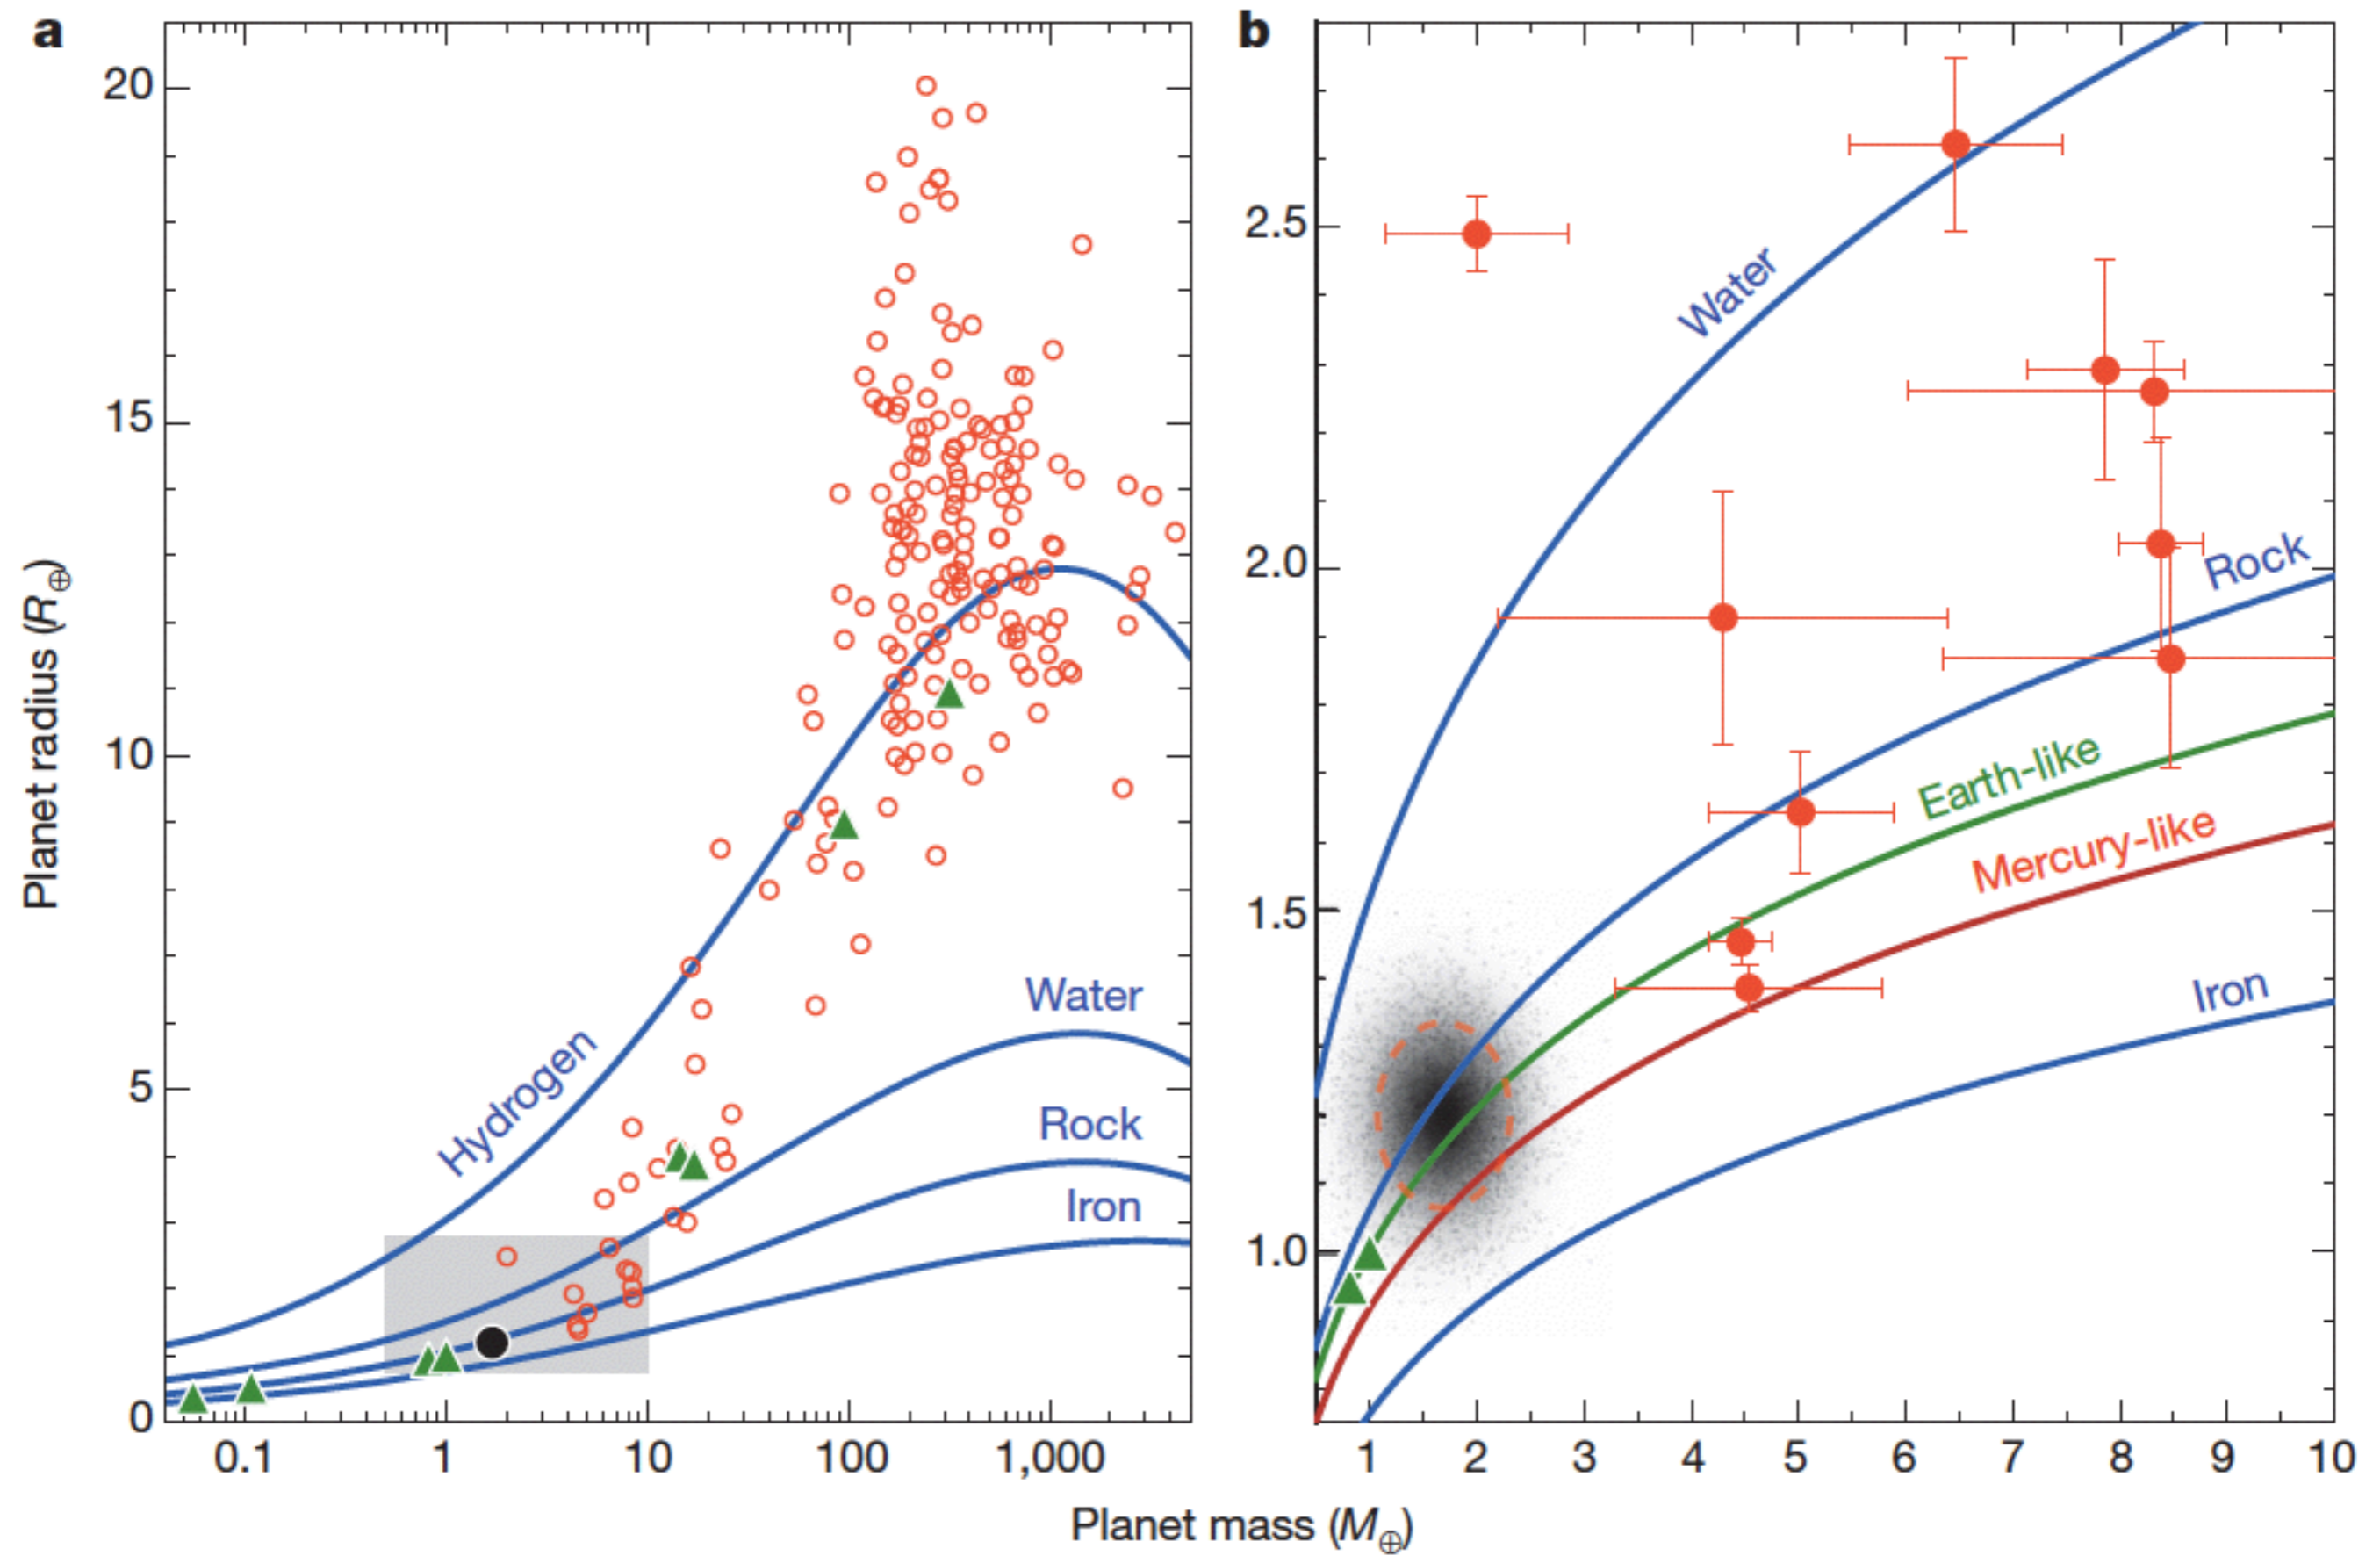 a
20
15
10
5
0
Planet radius (R⊕)
Hydrogen
Water
Rock
Iron
0.1 1 10 100 1,000
b
2.5
2.0
1.5
1.0
Water
Rock
Earth-like
Mercury-like
Iron
1 2 3 4 5 6 7 8 9 10
Planet mass (M⊕)